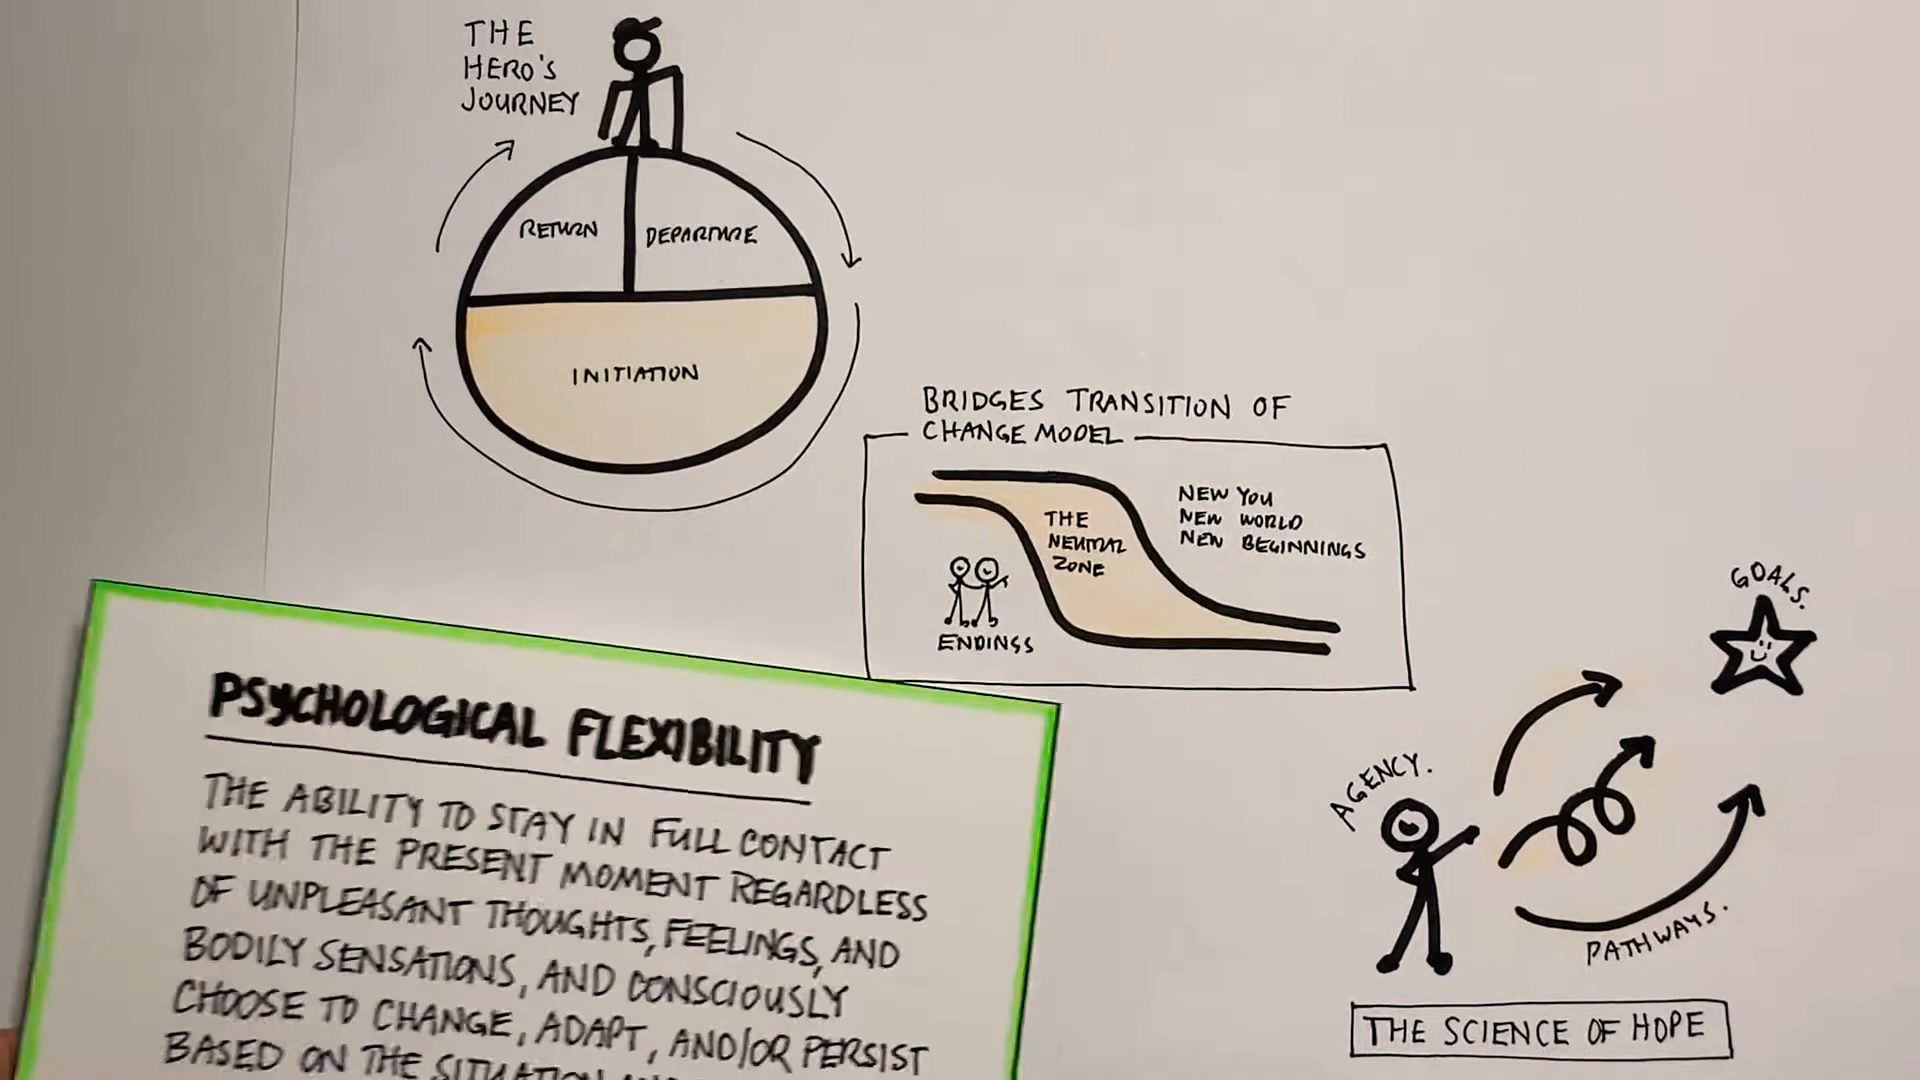 THE
HERO'S
JOURNEY
RETURN
DEPARTURE
INITIATION
BRIDGES TRANSITION OF
CHANGE MODEL
THE
NEUTRAL
ZONE
NEW YOU
NEW WORLD
NEW BEGINNINGS
ENDINGS
GOALS.
AGENCY.
PATHWAYS.
THE SCIENCE OF HOPE
PSYCHOLOGICAL FLEXIBILITY
THE ABILITY TO STAY IN FULL CONTACT
WITH THE PRESENT MOMENT REGARDLESS
OF UNPLEASANT THOUGHTS, FEELINGS, AND
BODILY SENSATIONS, AND CONSCIOUSLY
CHOOSE TO CHANGE, ADAPT, AND/OR PERSIST
BASED ON THE SITUATION